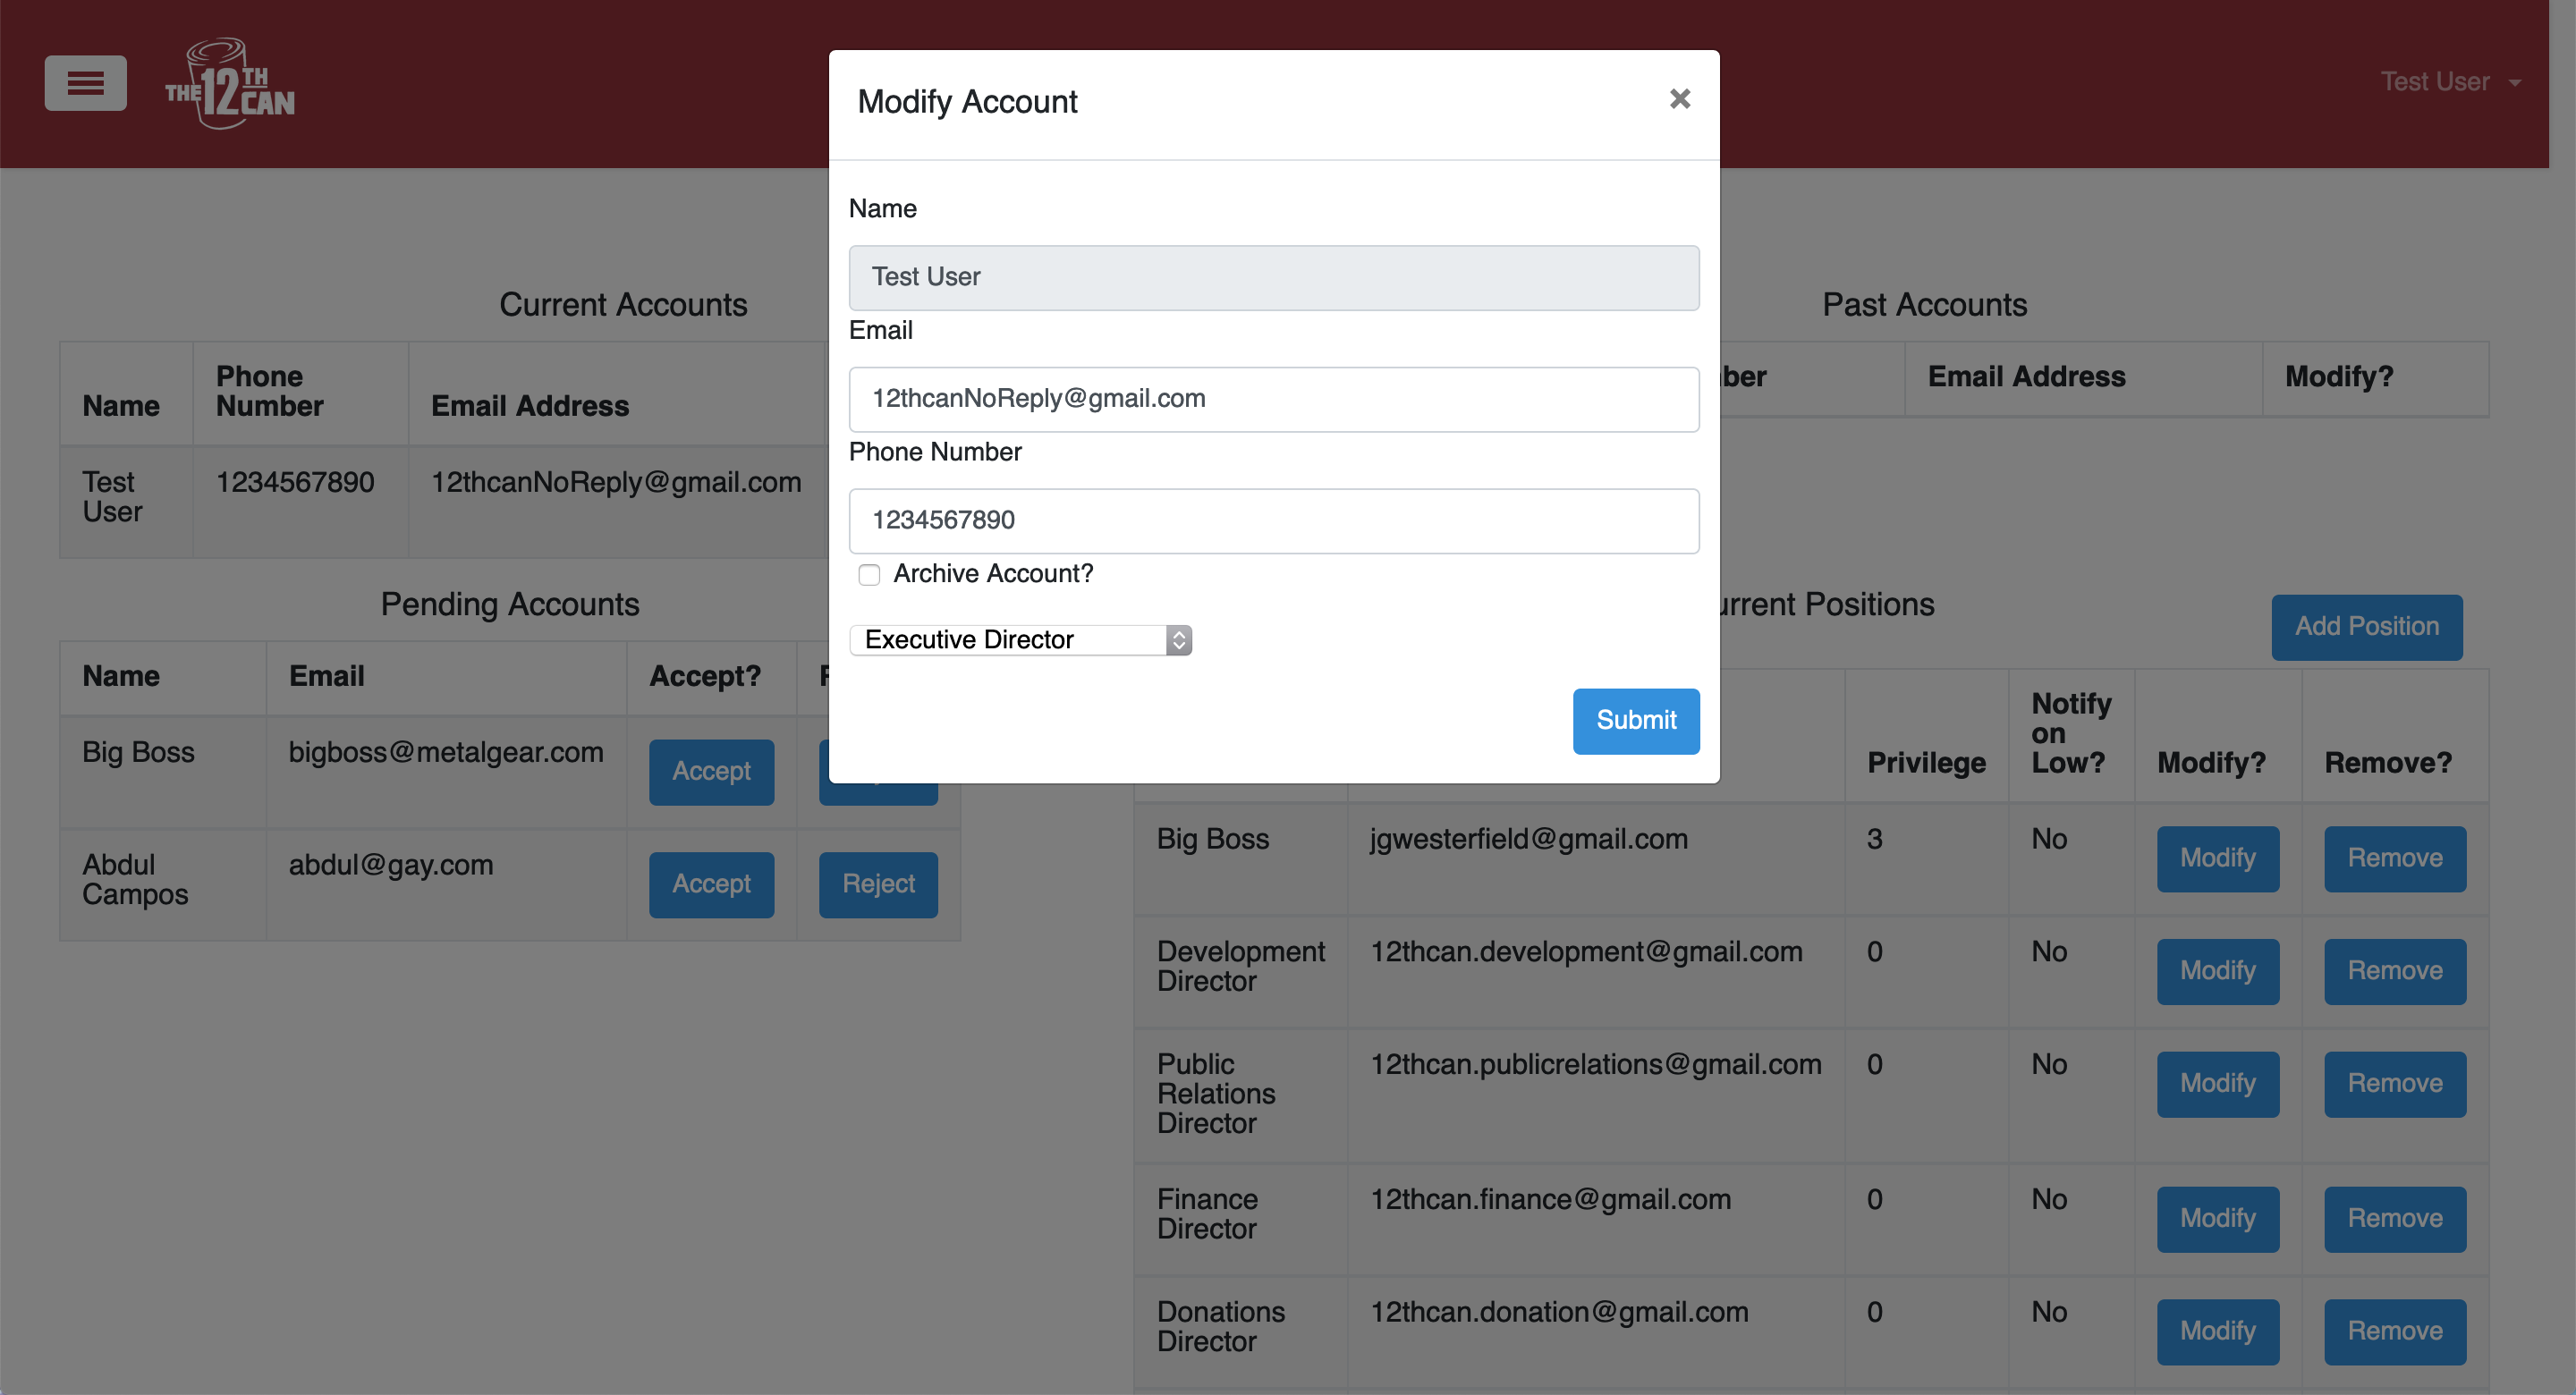 THE 12TH CAN
Test User
Modify Account
×
Name
Test User
Email
12thcanNoReply@gmail.com
Phone Number
1234567890
Archive Account?
Executive Director
Submit
Current Accounts
Name Phone Number Email Address
Test User 1234567890 12thcanNoReply@gmail.com
Past Accounts
Email Address Modify?
Pending Accounts
Name Email Accept?
Big Boss bigboss@metalgear.com Accept
Abdul Campos abdul@gay.com Accept Reject
Positions
Add Position
Privilege Notify on Low? Modify? Remove?
Big Boss jgwesterfield@gmail.com 3 No Modify Remove
Development Director 12thcan.development@gmail.com 0 No Modify Remove
Public Relations Director 12thcan.publicrelations@gmail.com 0 No Modify Remove
Finance Director 12thcan.finance@gmail.com 0 No Modify Remove
Donations Director 12thcan.donation@gmail.com 0 No Modify Remove